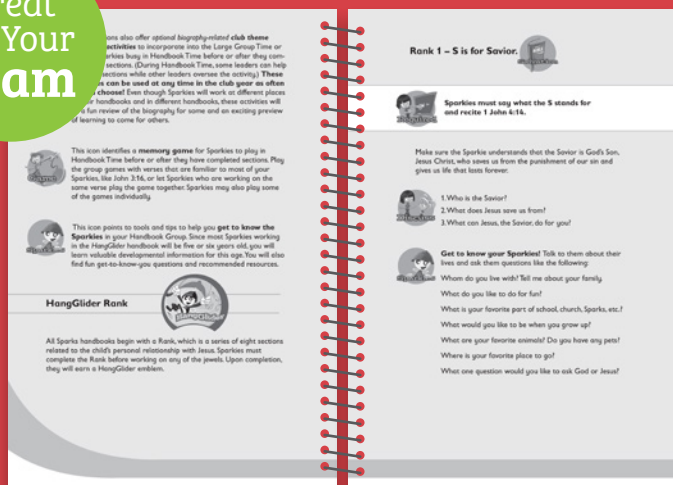 Your
am
ons also offer optional biography-related club theme
activities to incorporate into the Large Group Time or
arkies busy in Handbook Time before or after they com-
sections. (During Handbook Time, some leaders can help
sections while other leaders oversee the activity.) These
can be used at any time in the club year as often
choose! Even though Sparkies will work at different places
ir handbooks and in different handbooks, these activities will
fun review of the biography for some and an exciting preview
of learning to come for others.
This icon identifies a memory game for Sparkies to play in
Handbook Time before or after they have completed sections. Play
the group games with verses that are familiar to most of your
Sparkies, like John 3:16, or let Sparkies who are working on the
same verse play the game together. Sparkies may also play some
of the games individually.
This icon points to tools and tips to help you get to know the
Sparkies in your Handbook Group. Since most Sparkies working
in the HangGlider handbook will be five or six years old, you will
learn valuable developmental information for this age. You will also
find fun get-to-know-you questions and recommended resources.
HangGlider Rank
HangGlider
All Sparks handbooks begin with a Rank, which is a series of eight sections
related to the child's personal relationship with Jesus. Sparkies must
complete the Rank before working on any of the jewels. Upon completion,
they will earn a HangGlider emblem.
Rank 1 – S is for Savior.
Sparkies must say what the S stands for
and recite 1 John 4:14.
Make sure the Sparkie understands that the Savior is God's Son,
Jesus Christ, who saves us from the punishment of our sin and
gives us life that lasts forever.
1. Who is the Savior?
2. What does Jesus save us from?
3. What can Jesus, the Savior, do for you?
Get to know your Sparkies! Talk to them about their
lives and ask them questions like the following:
Whom do you live with? Tell me about your family.
What do you like to do for fun?
What is your favorite part of school, church, Sparks, etc.?
What would you like to be when you grow up?
What are your favorite animals? Do you have any pets?
Where is your favorite place to go?
What one question would you like to ask God or Jesus?